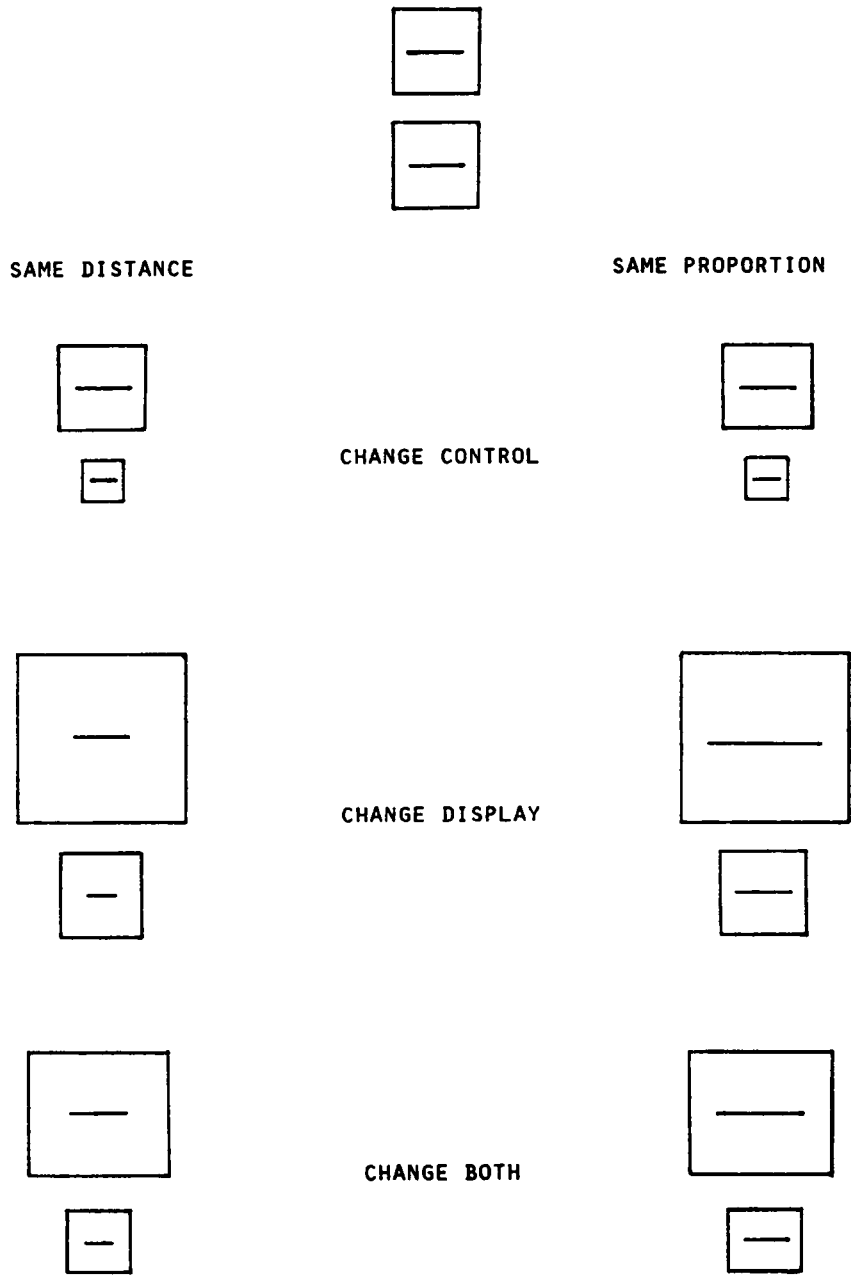 SAME DISTANCE
SAME PROPORTION
CHANGE CONTROL
CHANGE DISPLAY
CHANGE BOTH